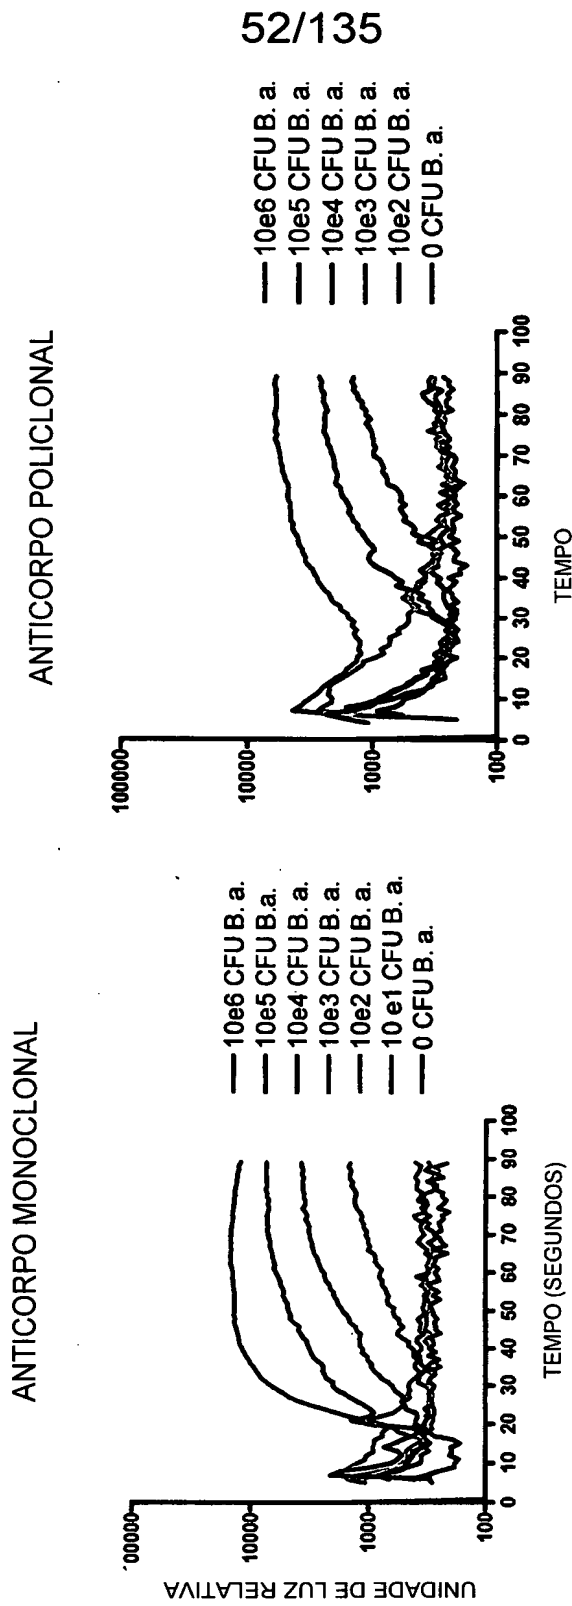 52/135
ANTICORPO MONOCLONAL
UNIDADE DE LUZ RELATIVA
00000
10000
1000
100
0 10 20 30 40 50 60 70 80 90 100
TEMPO (SEGUNDOS)
10e6 CFU B. a.
10e5 CFU B.a.
10e4 CFU B. a.
10e3 CFU B. a.
10e2 CFU B. a.
10 e1 CFU B. a.
0 CFU B. a.
ANTICORPO POLICLONAL
100000
10000
1000
100
0 10 20 30 40 50 60 70 80 90 100
TEMPO
10e6 CFU B. a.
10e5 CFU B. a.
10e4 CFU B. a.
10e3 CFU B. a.
10e2 CFU B. a.
0 CFU B. a.